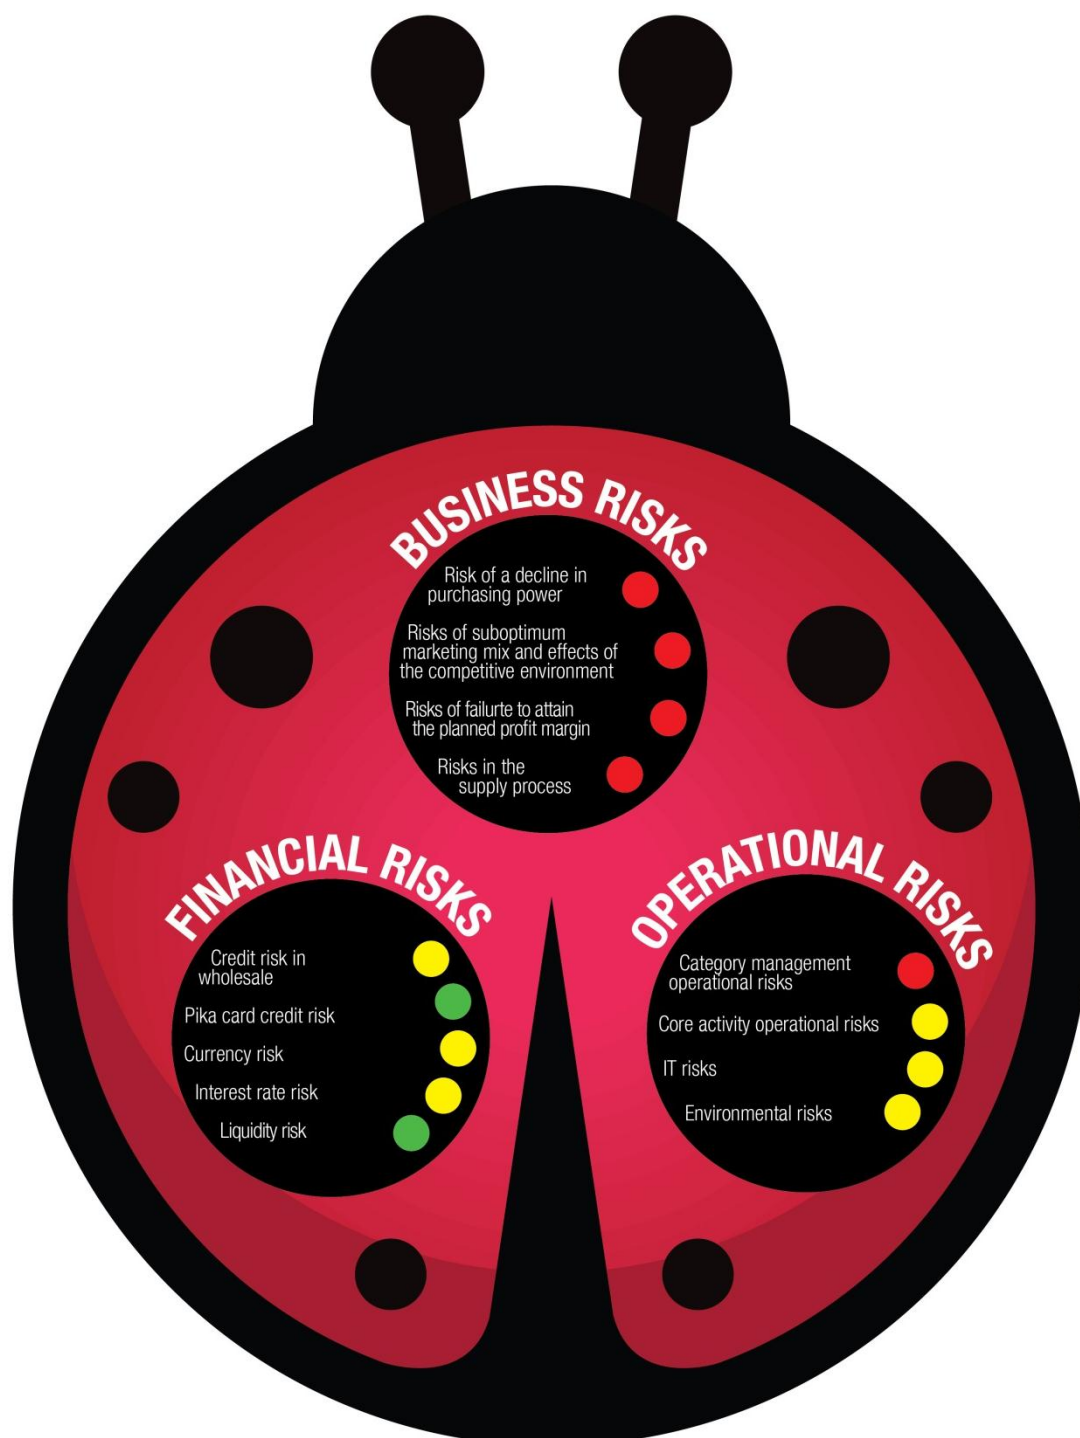 BUSINESS RISKS
Risk of a decline in
purchasing power
Risks of suboptimum
marketing mix and effects of
the competitive environment
Risks of failurte to attain
the planned profit margin
Risks in the
supply process
FINANCIAL RISKS
Credit risk in
wholesale
Pika card credit risk
Currency risk
Interest rate risk
Liquidity risk
OPERATIONAL RISKS
Category management
operational risks
Core activity operational risks
IT risks
Environmental risks